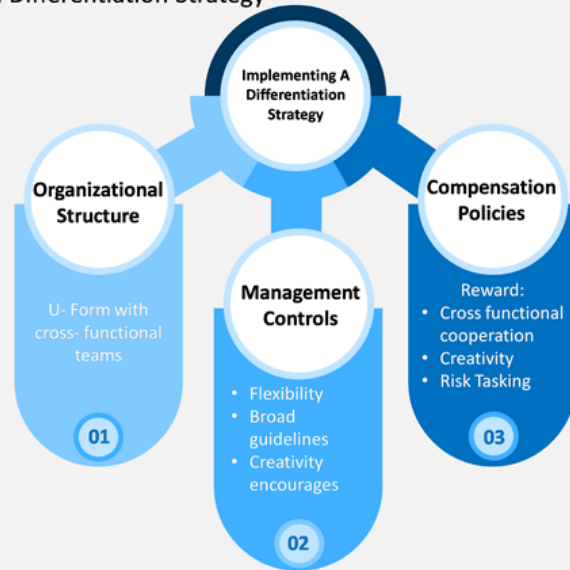 Differentiation Strategy
Implementing A
Differentiation
Strategy
Organizational
Structure
U- Form with
cross- functional
teams
01
Management
Controls
• Flexibility
• Broad
guidelines
• Creativity
encourages
02
Compensation
Policies
Reward:
• Cross functional
cooperation
• Creativity
• Risk Tasking
03